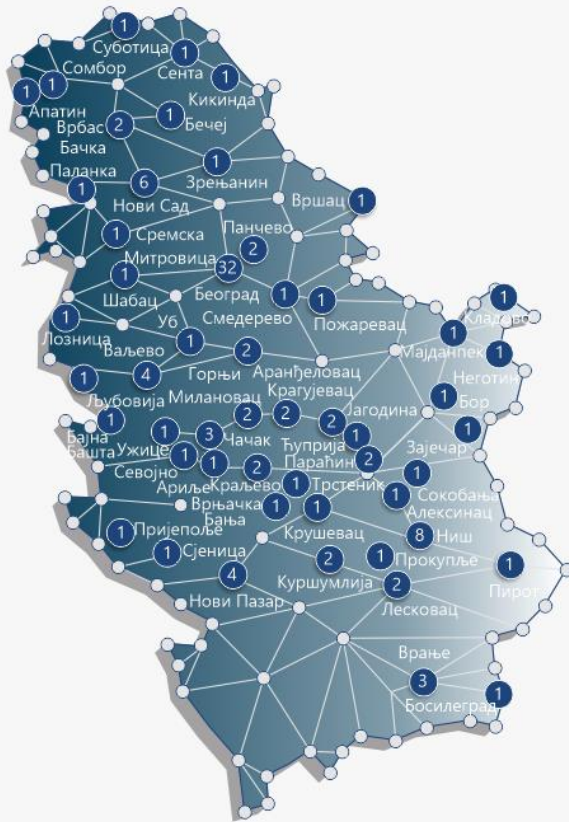 1
Суботица
1
Сента
1
Сомбор
1
Апатин
1
Кикинда
2
Врбас
1
Бечеј
Бачка
Паланка
1
6
Нови Сад
1
Зрењанин
1
Вршац
1
Сремска
Митровица
2
Панчево
32
Београд
1
Шабац
1
Смедерево
1
Пожаревац
1
Кладово
1
Лозница
Уб
1
1
Мајданпек
1
Неготин
4
Ваљево
2
Горњи
Милановац
Аранђеловац
1
Љубовија
1
Бор
1
Бајна
Башта
1
Ужице
3
Чачак
2
2
Крагујевац
2
Јагодина
1
Ћуприја
2
Параћин
1
Зајечар
1
Севојно
1
Ариље
2
Краљево
1
Трстеник
1
Врњачка
Бања
1
Крушевац
1
Сокобања
1
Алексинац
8
Ниш
1
Пријепоље
1
Сјеница
2
Куршумлија
1
Прокупље
1
Пирот
4
Нови Пазар
2
Лесковац
Врање
3
Босилеград
1